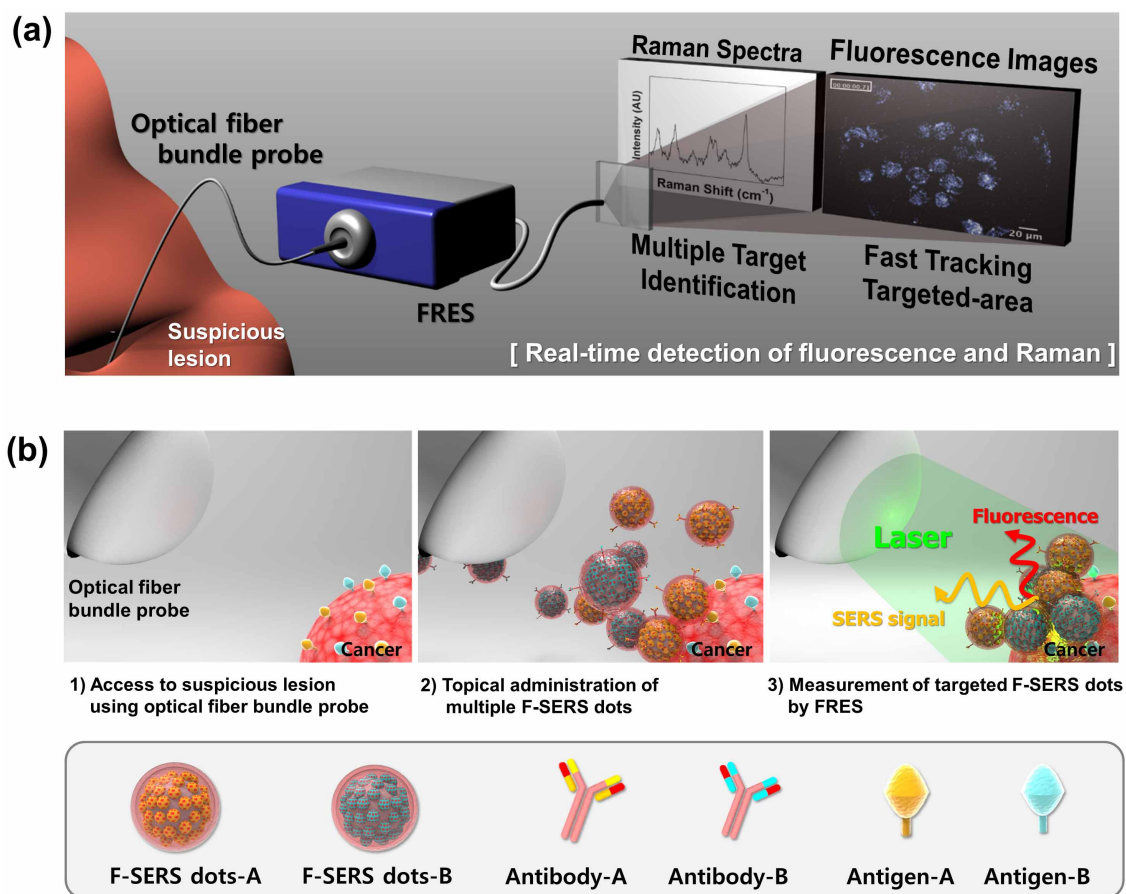 (a)
Optical fiber
bundle probe
FRES
Suspicious
lesion
Raman Spectra
Intensity (AU)
Raman Shift (cm⁻¹)
Multiple Target
Identification
Fluorescence Images
00:00:00.73
20 µm
Fast Tracking
Targeted-area
[ Real-time detection of fluorescence and Raman ]
(b)
Optical fiber
bundle probe
Cancer
1) Access to suspicious lesion
using optical fiber bundle probe
Cancer
2) Topical administration of
multiple F-SERS dots
Laser
Fluorescence
SERS signal
Cancer
3) Measurement of targeted F-SERS dots
by FRES
F-SERS dots-A
F-SERS dots-B
Antibody-A
Antibody-B
Antigen-A
Antigen-B